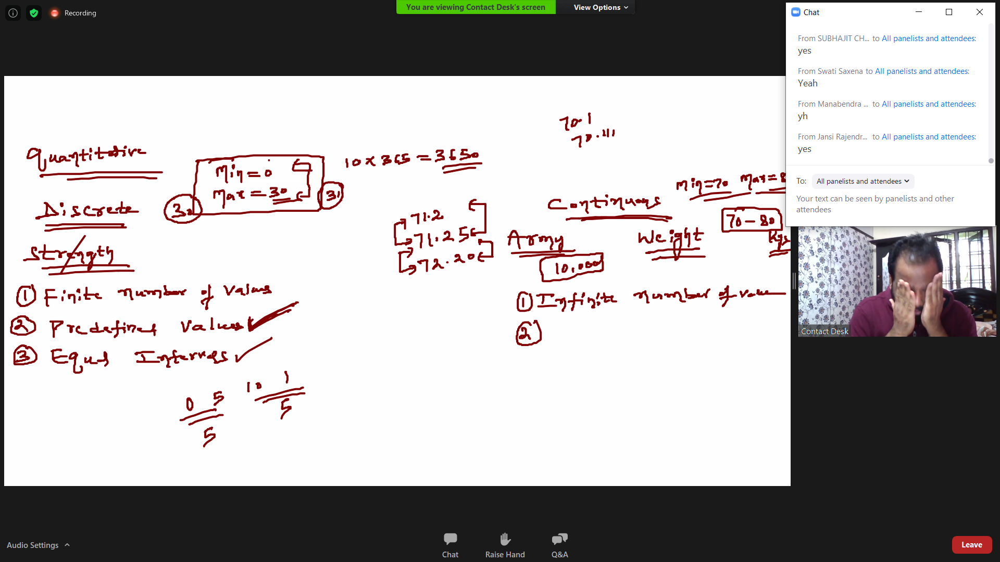 Recording
You are viewing Contact Desk's screen
View Options
Chat
From SUBHAJIT CH... to All panelists and attendees:
yes
From Swati Saxena to All panelists and attendees:
Yeah
From Manabendra ... to All panelists and attendees:
yh
From Jansi Rajendr... to All panelists and attendees:
yes
To: All panelists and attendees
Your text can be seen by panelists and other
attendees
Contact Desk
Quantitative
Discrete
Strength
Min = 0
Max = 30
31
10 x 365 = 3650
① Finite number of values
② Predefined values
③ Equal Intervals
0 5
5
10 1
5
70.1
70.111
71.2
71.25
72.20
Continuous
Min=70 Max=8
Army
10,000
Weight
70-80
Kgs
① Infinite number of value
②
Audio Settings
Chat
Raise Hand
Q&A
Leave